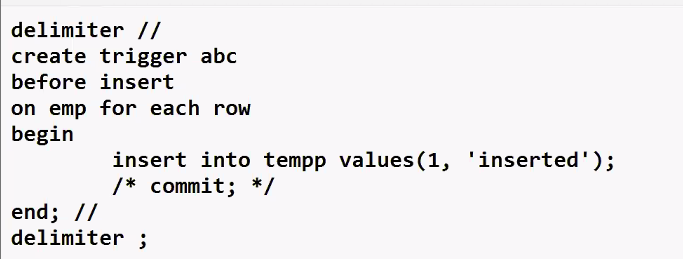 delimiter //
create trigger abc
before insert
on emp for each row
begin
insert into tempp values(1, 'inserted');
/* commit; */
end; //
delimiter ;